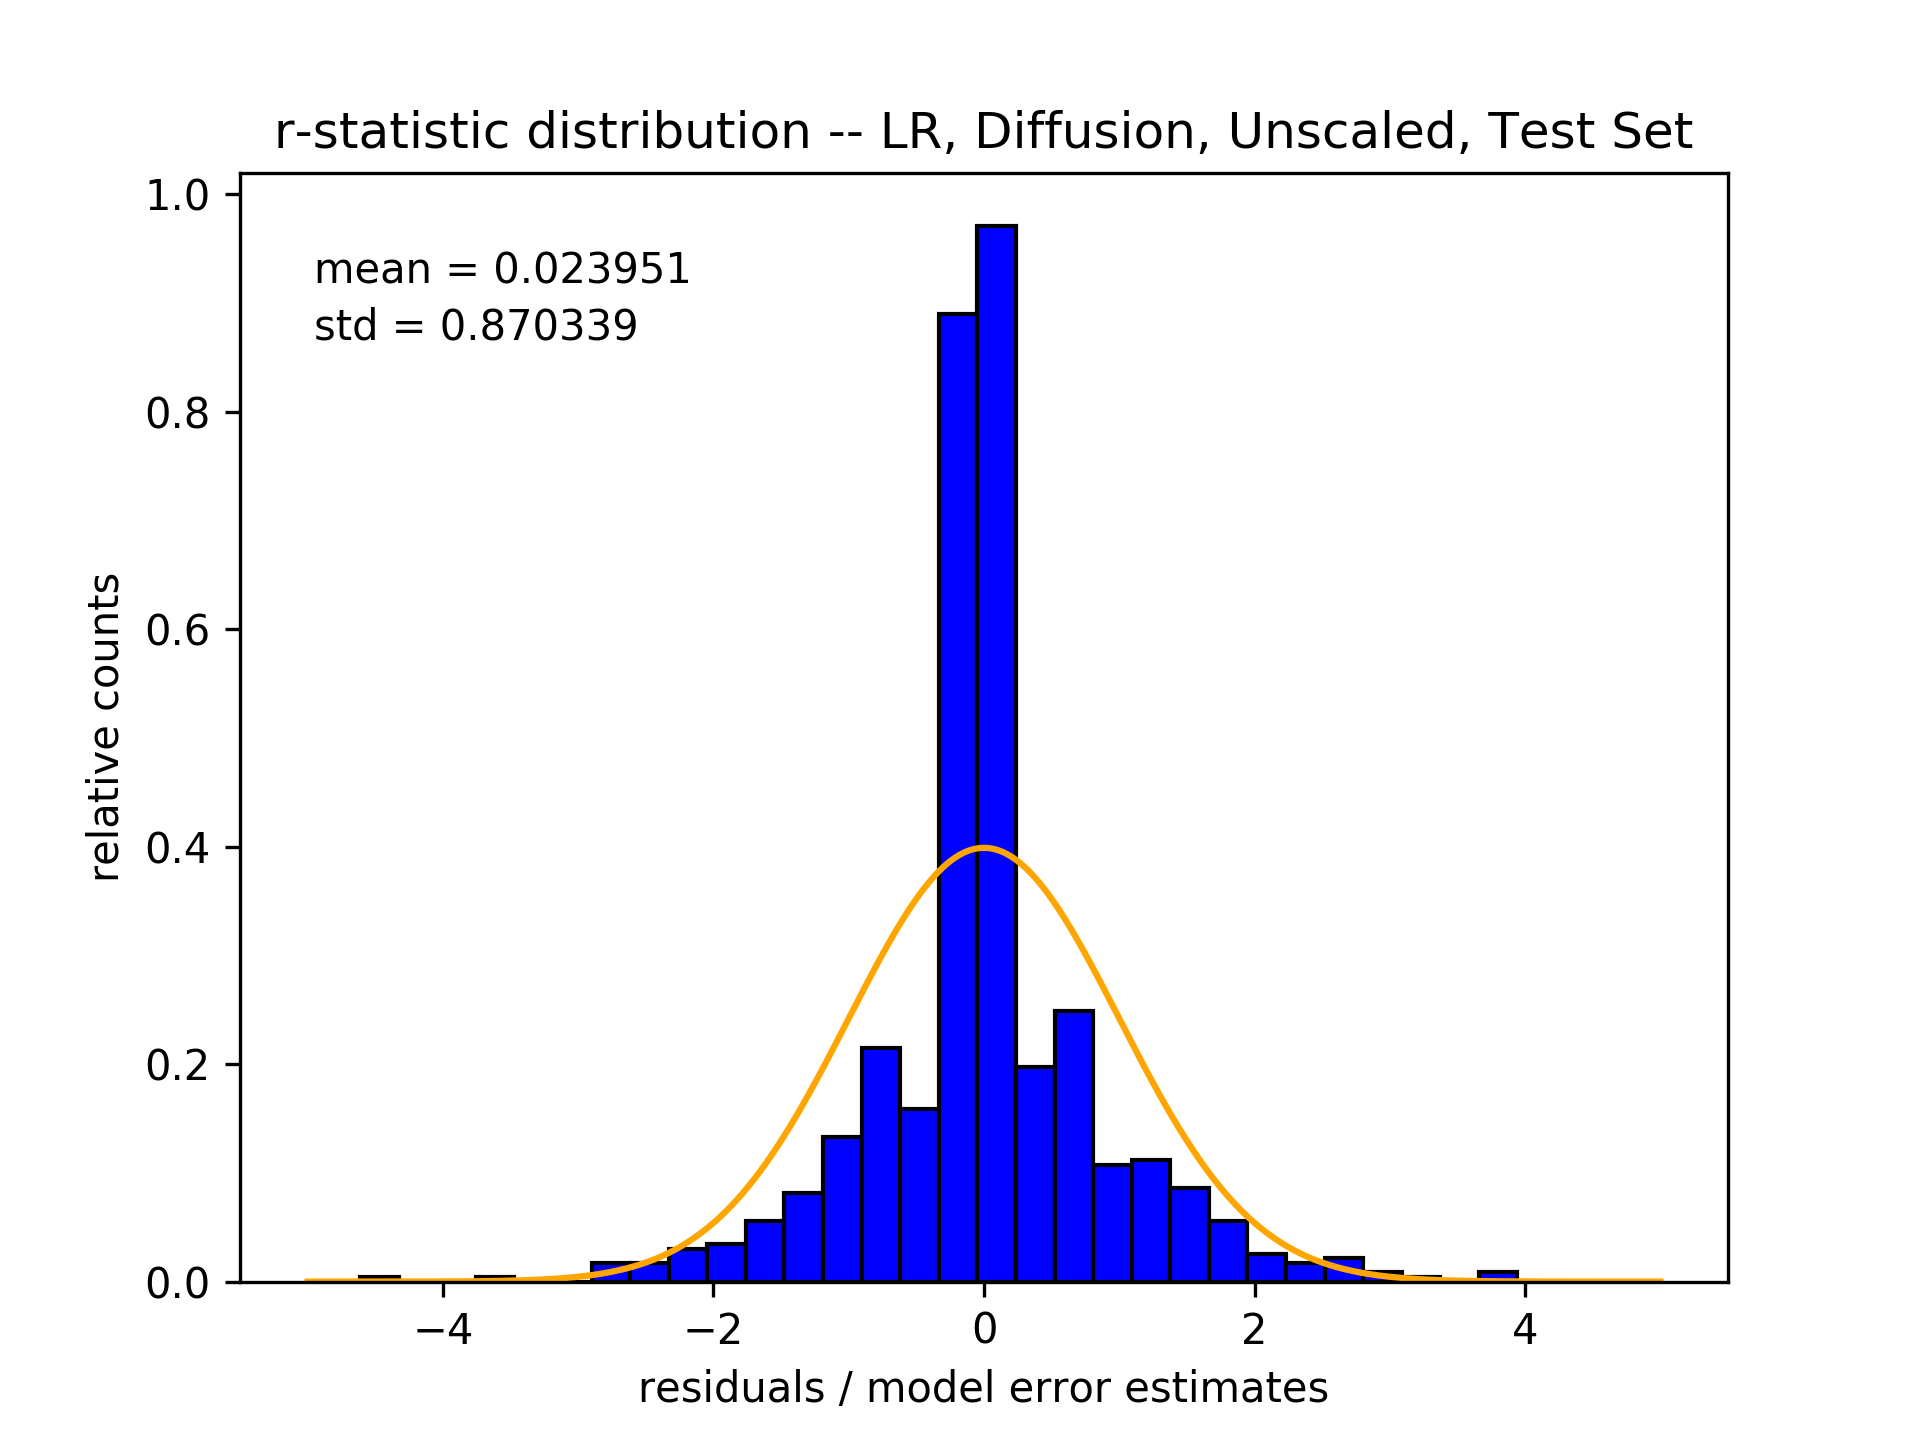 r-statistic distribution -- LR, Diffusion, Unscaled, Test Set
mean = 0.023951
std = 0.870339
1.0
0.8
0.6
0.4
0.2
0.0
relative counts
−4
−2
0
2
4
residuals / model error estimates